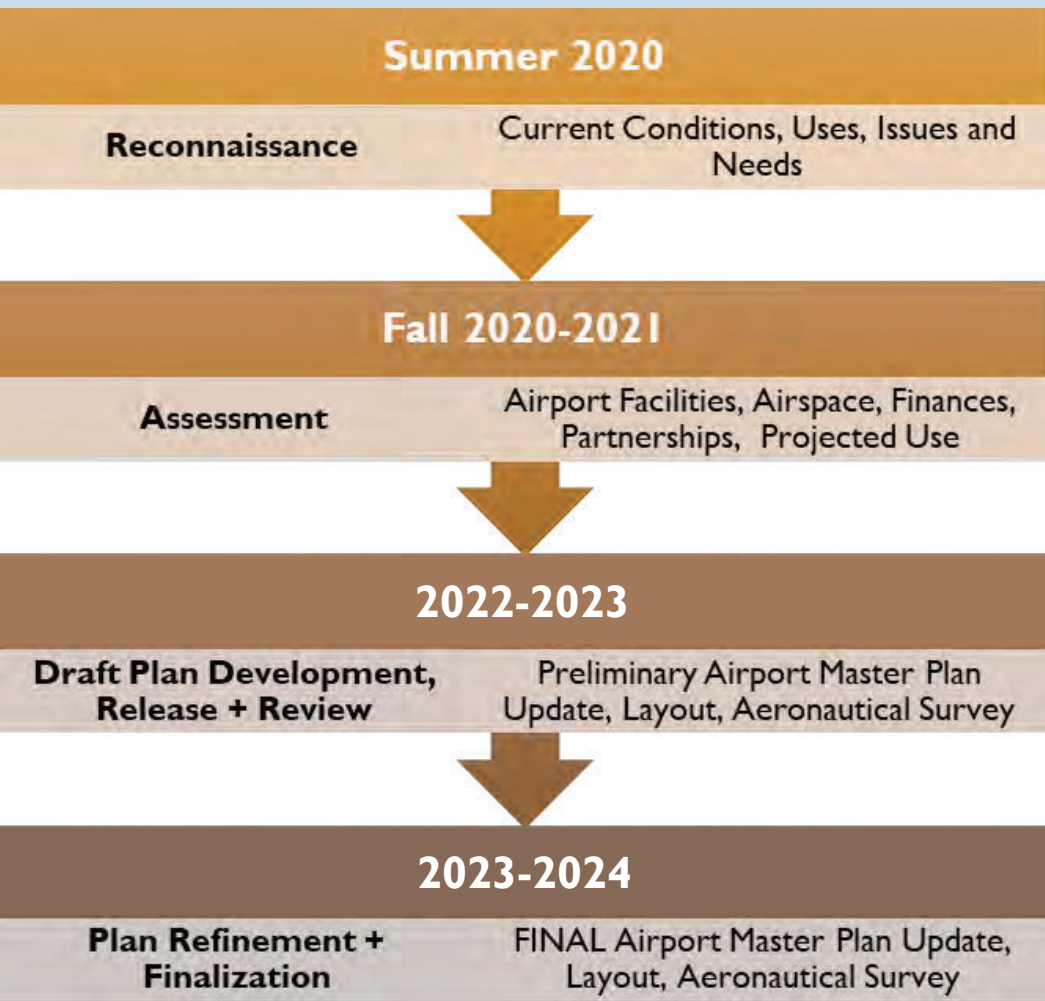 Summer 2020
Reconnaissance
Current Conditions, Uses, Issues and
Needs
Fall 2020-2021
Assessment
Airport Facilities, Airspace, Finances,
Partnerships, Projected Use
2022-2023
Draft Plan Development,
Release + Review
Preliminary Airport Master Plan
Update, Layout, Aeronautical Survey
2023-2024
Plan Refinement +
Finalization
FINAL Airport Master Plan Update,
Layout, Aeronautical Survey